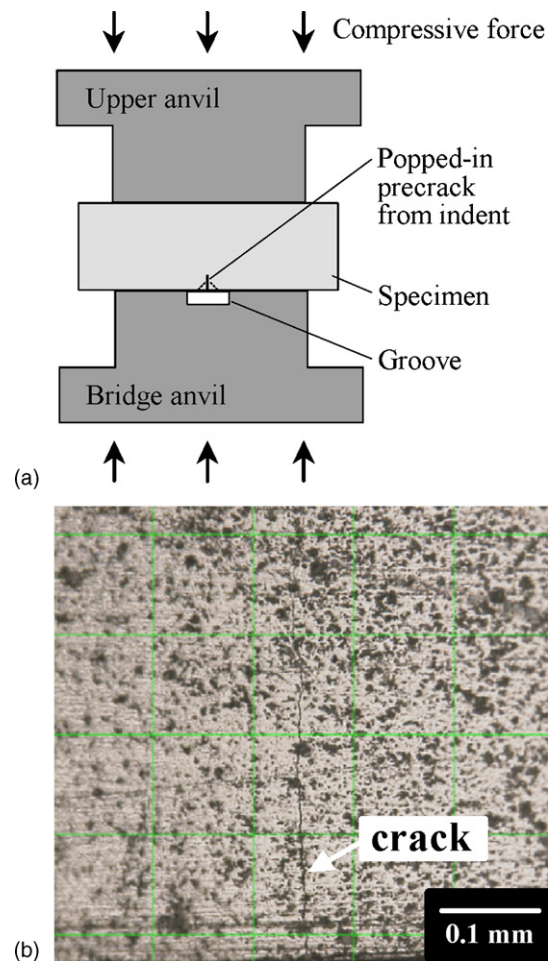 Compressive force
Upper anvil
Popped-in
precrack
from indent
Specimen
Groove
Bridge anvil
(a)
crack
0.1 mm
(b)